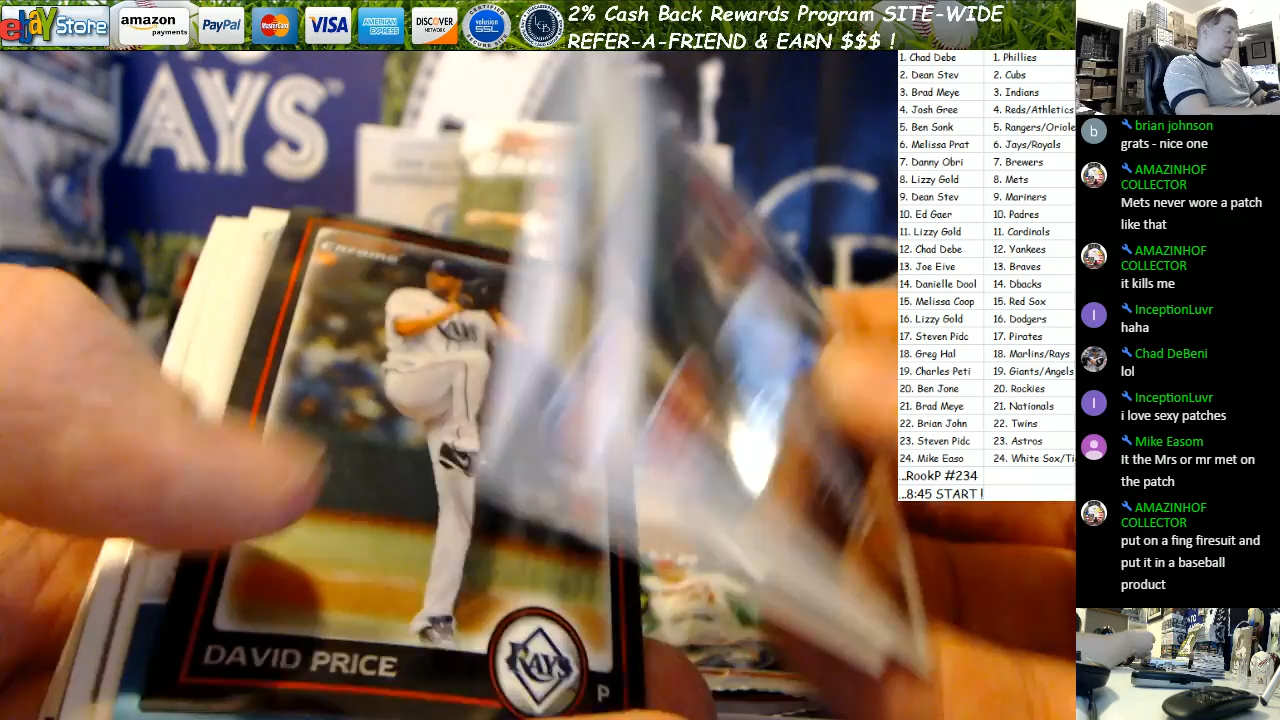 ebay Store
amazon
payments
PayPal
MasterCard
VISA
AMERICAN
EXPRESS
DISCOVER
NETWORK
volusion
SSL
2% Cash Back Rewards Program SITE-WIDE
REFER-A-FRIEND & EARN $$$ !
AYS
Chrome
RAYS
DAVID PRICE
RAYS
P
1. Chad Debe 1. Phillies
2. Dean Stev 2. Cubs
3. Brad Meye 3. Indians
4. Josh Gree 4. Reds/Athletics
5. Ben Sonk 5. Rangers/Oriole
6. Melissa Prat 6. Jays/Royals
7. Danny Obri 7. Brewers
8. Lizzy Gold 8. Mets
9. Dean Stev 9. Mariners
10. Ed Gaer 10. Padres
11. Lizzy Gold 11. Cardinals
12. Chad Debe 12. Yankees
13. Joe Eive 13. Braves
14. Danielle Dool 14. Dbacks
15. Melissa Coop 15. Red Sox
16. Lizzy Gold 16. Dodgers
17. Steven Pidc 17. Pirates
18. Greg Hal 18. Marlins/Rays
19. Charles Peti 19. Giants/Angels
20. Ben Jone 20. Rockies
21. Brad Meye 21. Nationals
22. Brian John 22. Twins
23. Steven Pidc 23. Astros
24. Mike Easo 24. White Sox/Ti
...RookP #234
...8:45 START!
b
brian johnson
grats - nice one
AMAZINHOF
COLLECTOR
Mets never wore a patch
like that
AMAZINHOF
COLLECTOR
it kills me
I
InceptionLuvr
haha
Chad DeBeni
lol
I
InceptionLuvr
i love sexy patches
Mike Easom
It the Mrs or mr met on
the patch
AMAZINHOF
COLLECTOR
put on a fing firesuit and
put it in a baseball
product